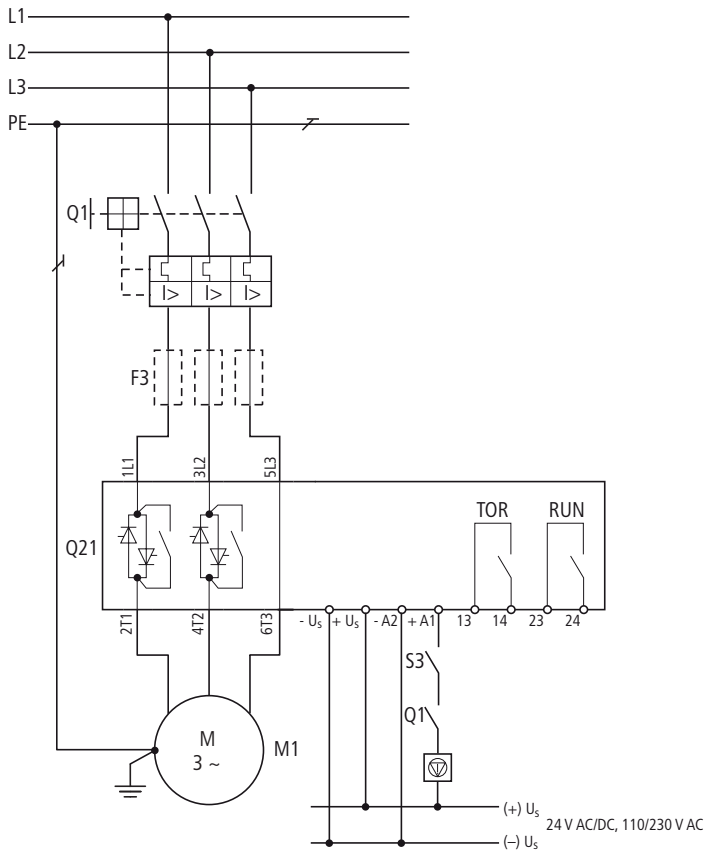 L1
L2
L3
PE
Q1
I> I> I>
F3
1L1 3L2 5L3
TOR RUN
Q21
2T1 4T2 6T3
- Us + Us - A2 + A1 13 14 23 24
S3
Q1
M
3 ~
M1
(+) Us
24 V AC/DC, 110/230 V AC
(–) Us